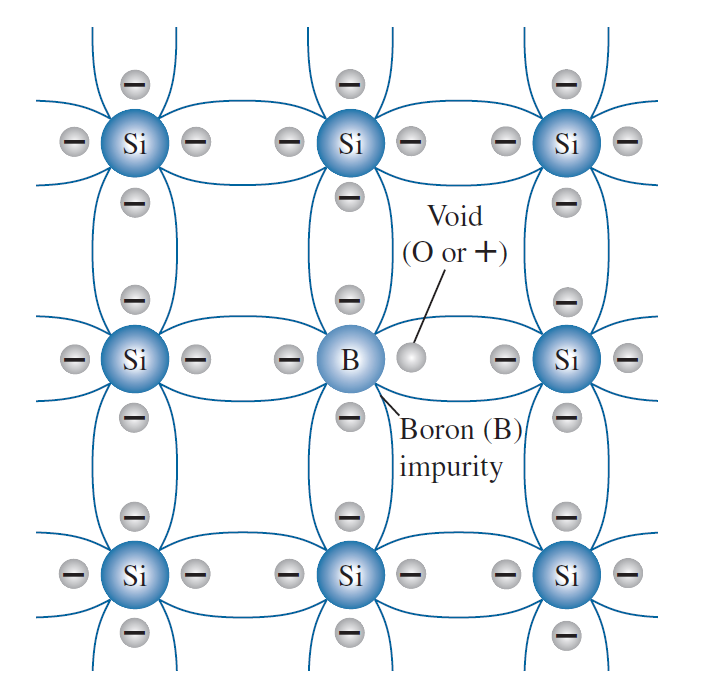 Si Si Si
Void
(O or +)
Si B Si
Boron (B)
impurity
Si Si Si